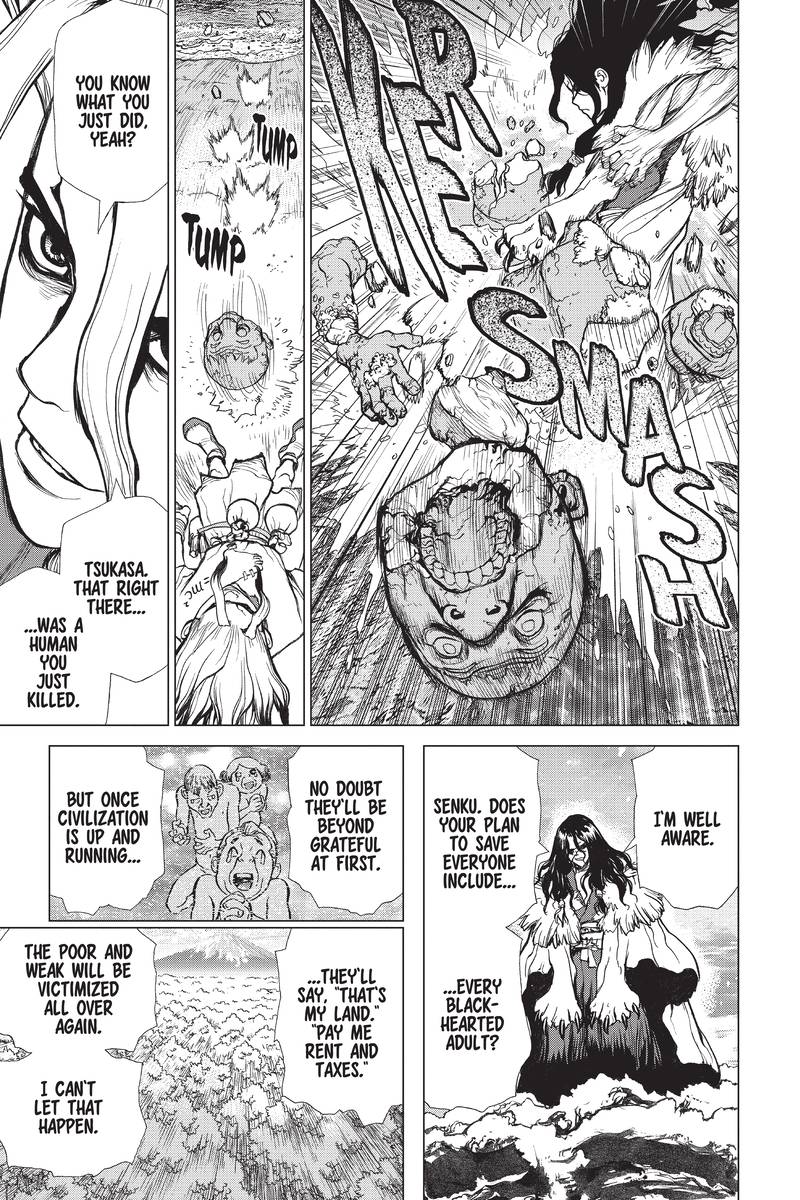 KER
SMASH
TUMP
TUMP
YOU KNOW
WHAT YOU
JUST DID,
YEAH?
TSUKASA.
THAT RIGHT
THERE...
...WAS A
HUMAN
YOU
JUST
KILLED.
I'M WELL
AWARE.
SENKU. DOES
YOUR PLAN
TO SAVE
EVERYONE
INCLUDE...
...EVERY
BLACK-
HEARTED
ADULT?
NO DOUBT
THEY'LL BE
BEYOND
GRATEFUL
AT FIRST.
BUT ONCE
CIVILIZATION
IS UP AND
RUNNING...
...THEY'LL
SAY, "THAT'S
MY LAND."
"PAY ME
RENT AND
TAXES."
THE POOR AND
WEAK WILL BE
VICTIMIZED
ALL OVER
AGAIN.
I CAN'T
LET THAT
HAPPEN.